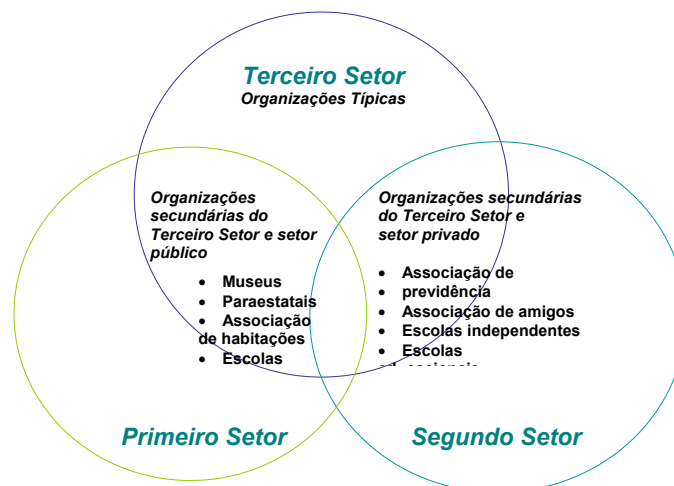 Terceiro Setor
Organizações Típicas
Organizações
secundárias do
Terceiro Setor e setor
público
• Museus
• Paraestatais
• Associação
de habitações
• Escolas
Organizações secundárias
do Terceiro Setor e
setor privado
• Associação de
• previdência
• Associação de amigos
• Escolas independentes
• Escolas
Primeiro Setor
Segundo Setor